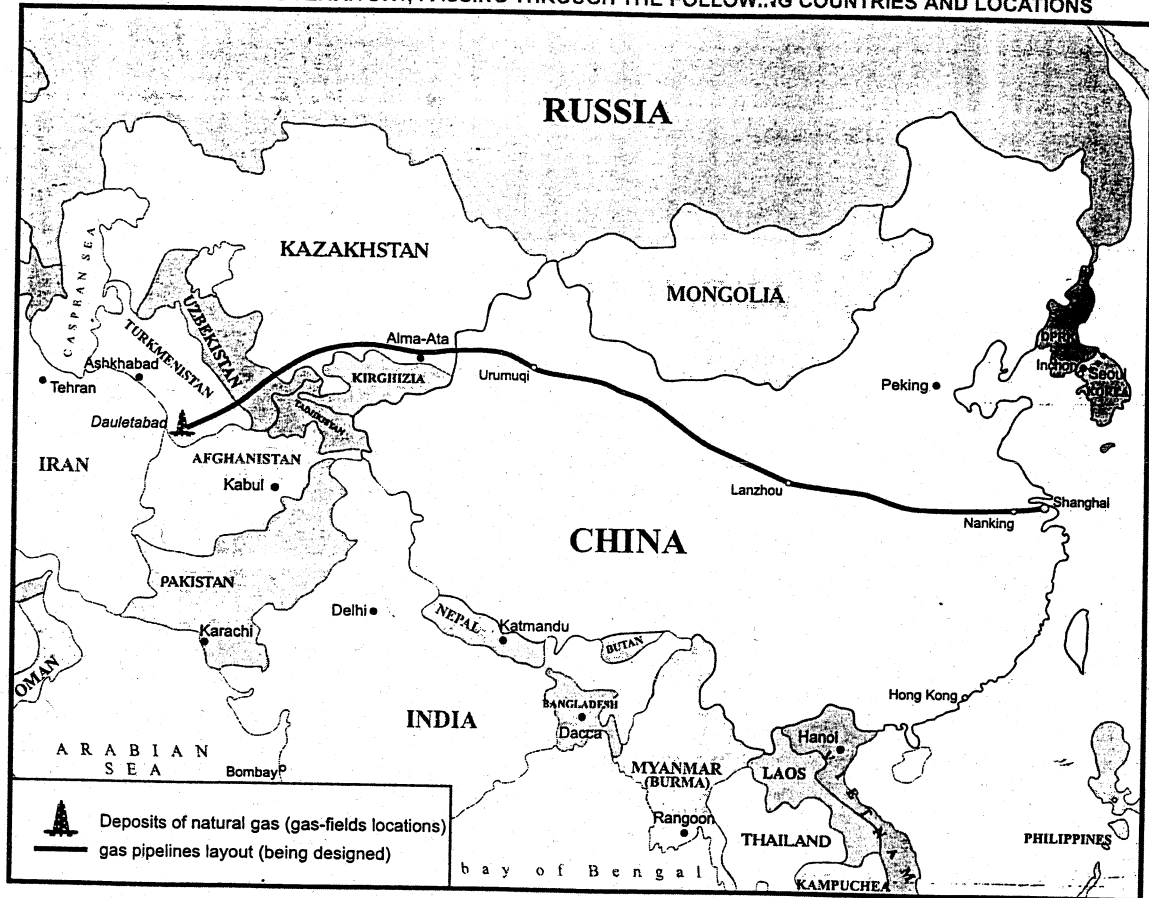 PASSING THROUGH THE FOLLOW...G COUNTRIES AND LOCATIONS
RUSSIA
KAZAKHSTAN
MONGOLIA
CASPRAN SEA
UZBEKISTAN
TURKMENISTAN
Alma-Ata
Ashkhabad
KIRGHIZIA
Urumuqi
Tehran
Peking
DPRK
Inchon
Seoul
KOREA
Dauletabad
TADJIKISTAN
IRAN
AFGHANISTAN
Kabul
Lanzhou
Shanghai
Nanking
CHINA
PAKISTAN
Delhi
NEPAL
Katmandu
Karachi
BUTAN
OMAN
Hong Kong
INDIA
BANGLADESH
Dacca
Hanoi
ARABIAN
SEA
Bombay
MYANMAR
(BURMA)
LAOS
VIETNAM
Rangoon
THAILAND
PHILIPPINES
Deposits of natural gas (gas-fields locations)
gas pipelines layout (being designed)
bay of Bengal
KAMPUCHEA